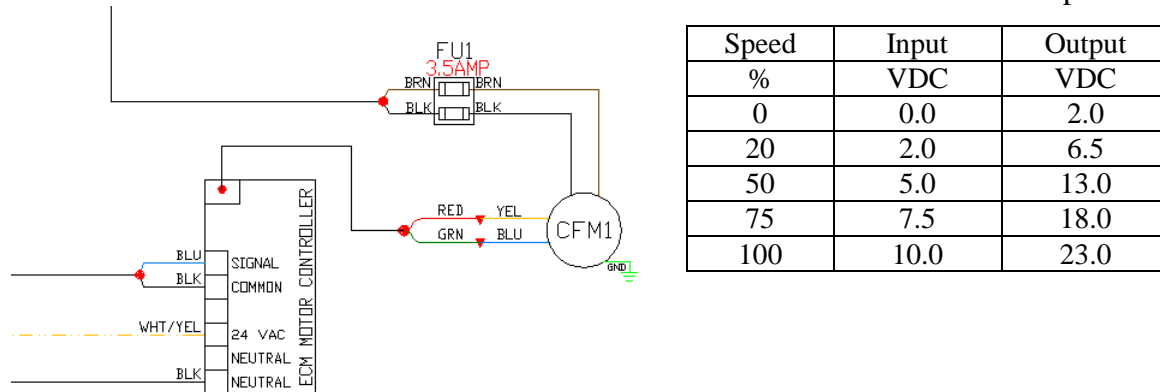 FU1
3.5AMP
BRN BRN
BLK BLK
RED YEL
GRN BLU
CFM1
GND
BLU
BLK
WHT/YEL
BLK
SIGNAL
COMMON
24 VAC
NEUTRAL
NEUTRAL
ECM MOTOR CONTROLLER
Speed Input Output
% VDC VDC
0 0.0 2.0
20 2.0 6.5
50 5.0 13.0
75 7.5 18.0
100 10.0 23.0